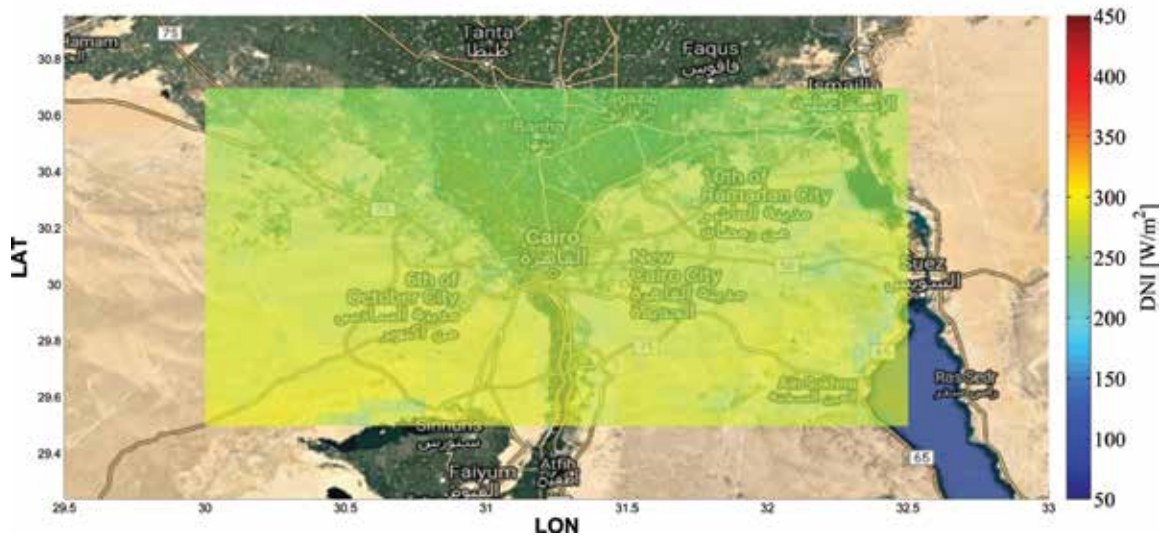 75
Tanta
طنطا
Faqus
فاقوس
Hamam
Ismailia
الإسماعيلية
Zagazig
الزقازيق
Banha
بنها
10th of
Ramadan City
مدينة العاشر
من رمضان
Cairo
القاهرة
New
Cairo City
مدينة القاهرة
الجديدة
50
6th of
October City
مدينة السادس
من أكتوبر
Suez
السويس
Ain Sokhna
العين السخنة
Ras Sedr
رأس سدر
65
Sinnuris
سنورس
Faiyum
الفيوم
Atfih
أطفيح
30.8
30.6
30.4
30.2
30
29.8
29.6
29.4
LAT
29.5
30
30.5
31
31.5
32
32.5
33
LON
450
400
350
300
250
200
150
100
50
DNI [W/m²]